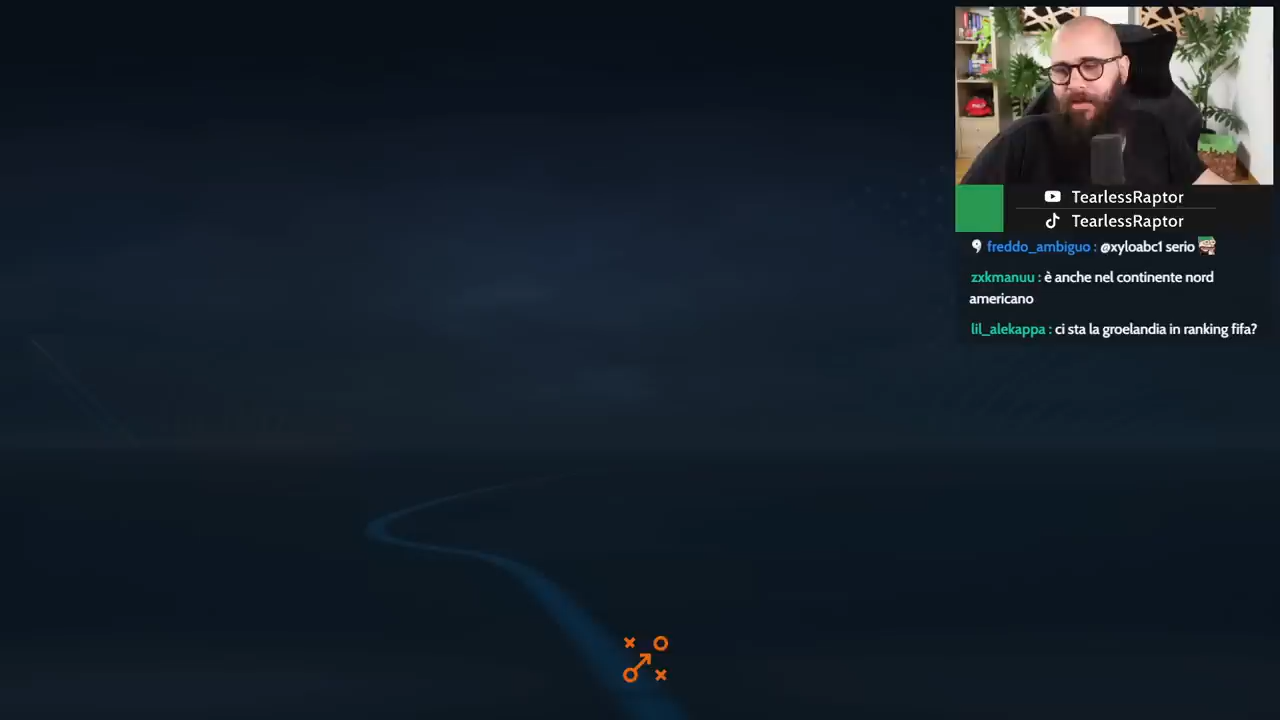 TearlessRaptor
TearlessRaptor
freddo_ambiguo : @xyloabc1 serio
zxkmanuu : è anche nel continente nord
americano
lil_alekappa : ci sta la groelandia in ranking fifa?